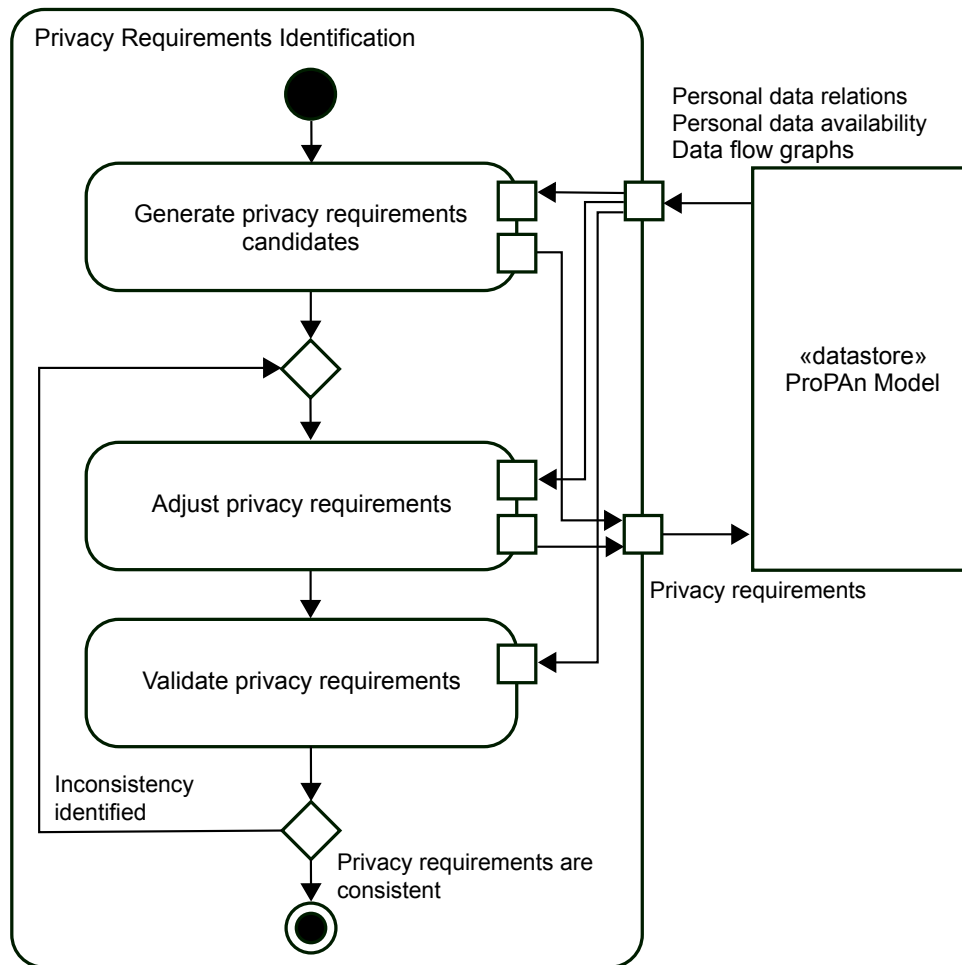 Privacy Requirements Identification
Personal data relations
Personal data availability
Data flow graphs
Generate privacy requirements
candidates
«datastore»
ProPAn Model
Adjust privacy requirements
Privacy requirements
Validate privacy requirements
Inconsistency
identified
Privacy requirements are
consistent